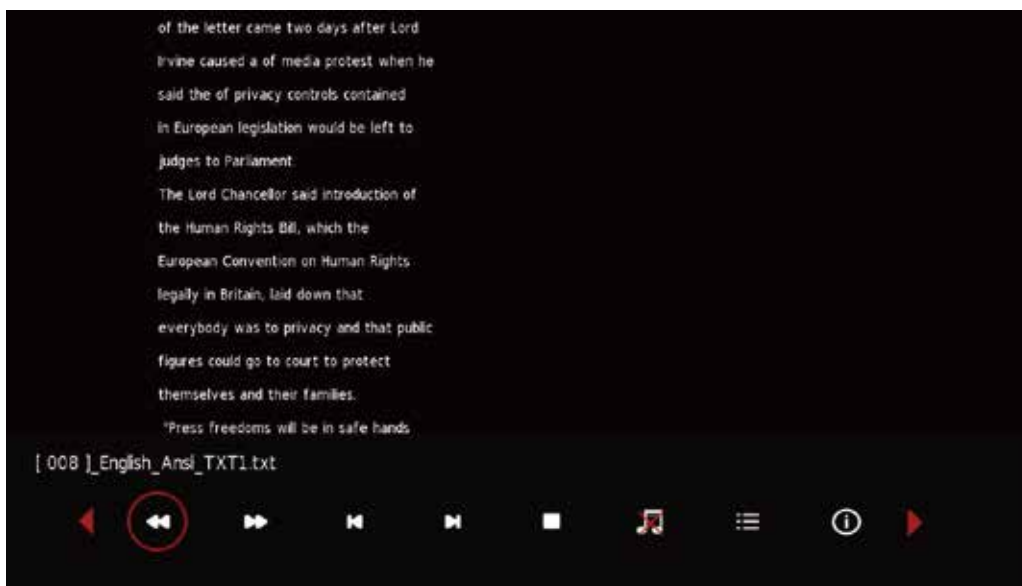 of the letter came two days after Lord
Irvine caused a of media protest when he
said the of privacy controls contained
in European legislation would be left to
judges to Parliament
The Lord Chancellor said introduction of
the Human Rights Bill, which the
European Convention on Human Rights
legally in Britain, laid down that
everybody was to privacy and that public
figures could go to court to protect
themselves and their families.
"Press freedoms will be in safe hands
[ 008 ]_English_Ansi_TXT1.txt